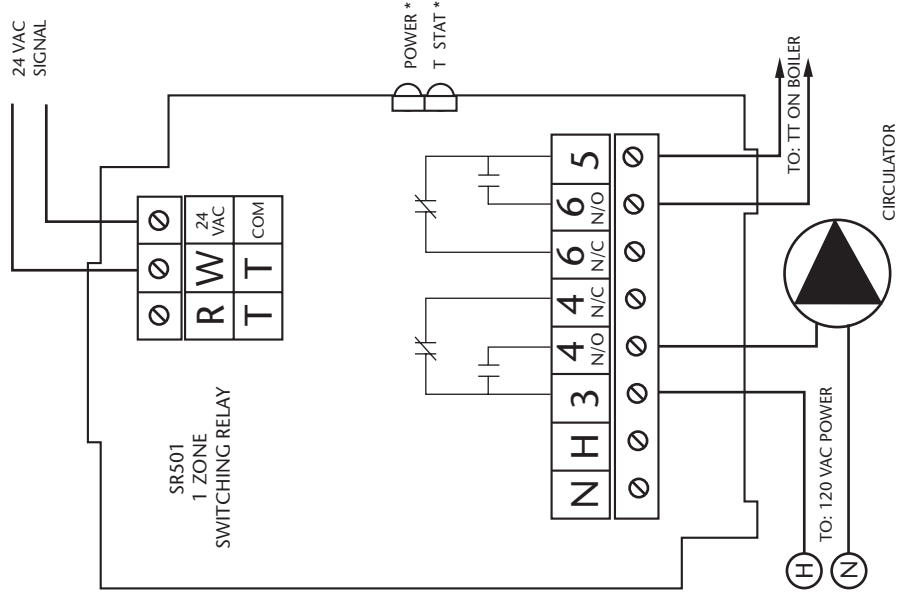 24 VAC
SIGNAL
POWER *
T STAT *
R W 24
VAC
T T COM
SR501
1 ZONE
SWITCHING RELAY
N H 3 4
N/O 4
N/C 6
N/C 6
N/O 5
TO: TT ON BOILER
CIRCULATOR
TO: 120 VAC POWER
H
N